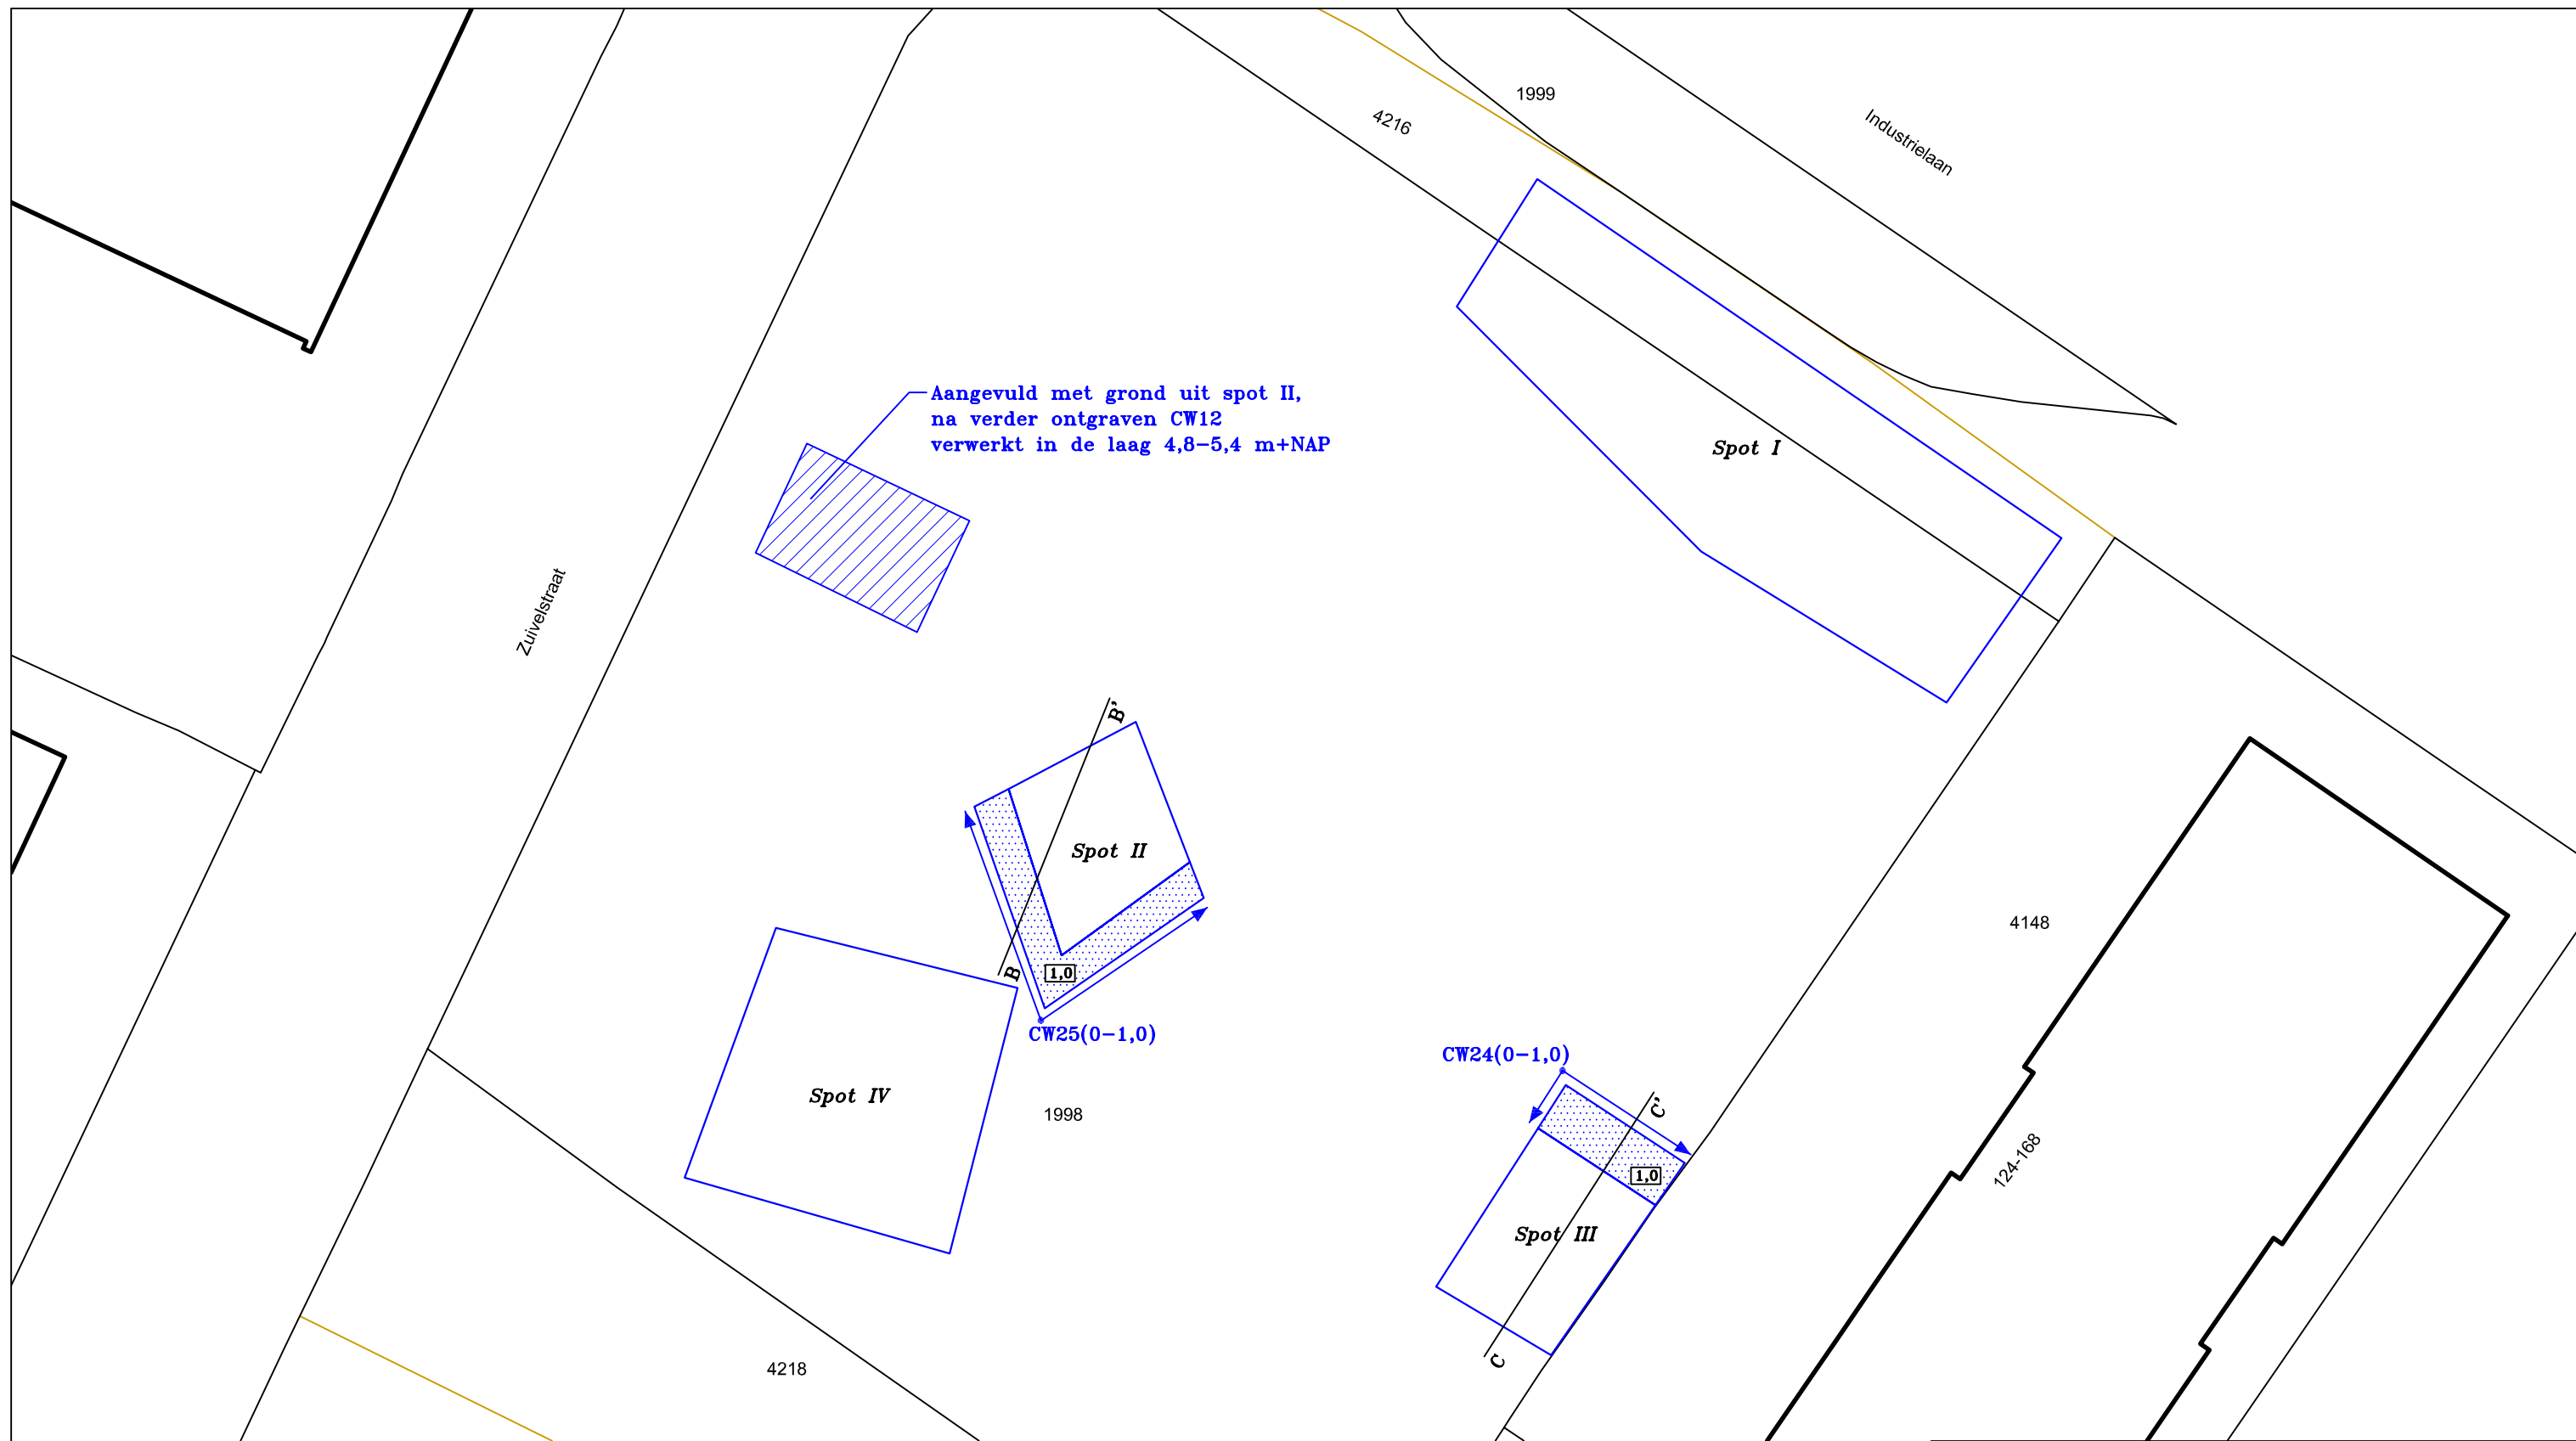 1999
4216
Industrielaan
Aangevuld met grond uit spot II,
na verder ontgraven CW12
verwerkt in de laag 4,8-5,4 m+NAP
Spot I
Zuivelstraat
B'
Spot II
4148
B
1,0
CW25(0-1,0)
CW24(0-1,0)
Spot IV
1998
C'
124-168
1,0
Spot III
C
4218